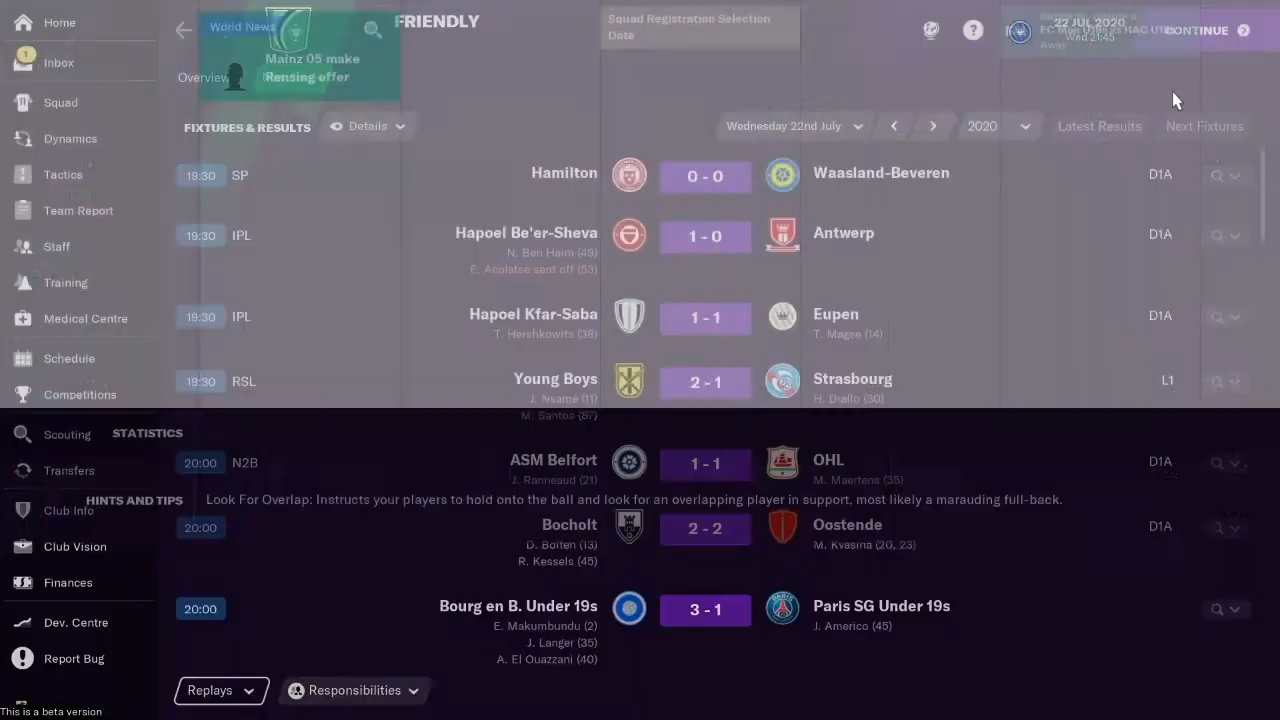 Home
World News
FRIENDLY
Squad Registration Selection
Date
22 JUL 2020
Wed 21:45
CONTINUE
Away
1
Inbox
Mainz 05 make
Ransing offer
Overview
Squad
FIXTURES & RESULTS
Details
Wednesday 22nd July
2020
Latest Results
Next Fixtures
Dynamics
Tactics
Team Report
Staff
Training
Medical Centre
Schedule
Competitions
Scouting
Transfers
Club Info
Club Vision
Finances
Dev. Centre
Report Bug
This is a beta version
19:30 SP Hamilton 0 - 0 Waasland-Beveren D1A
19:30 IPL Hapoel Be'er-Sheva 1 - 0 Antwerp D1A
N. Ben Haim (49)
E. Acolatse sent off (53)
19:30 IPL Hapoel Kfar-Saba 1 - 1 Eupen D1A
T. Hershkowits (38) E. Magee (14)
19:30 RSL Young Boys 2 - 1 Strasbourg L1
J. Nsame (11) H. Diallo (30)
M. Santos (87)
STATISTICS
20:00 N2B ASM Belfort 1 - 1 OHL D1A
J. Ranneaud (21) M. Maertens (35)
HINTS AND TIPS Look For Overlap: Instructs your players to hold onto the ball and look for an overlapping player in support, most likely a marauding full-back.
20:00 Bocholt 2 - 2 Oostende D1A
D. Botten (13) M. Kvasina (20, 23)
R. Kessels (45)
20:00 Bourg en B. Under 19s 3 - 1 Paris SG Under 19s
E. Makumbundu (2) J. Americo (45)
J. Langer (35)
A. El Ouazzani (40)
Replays
Responsibilities